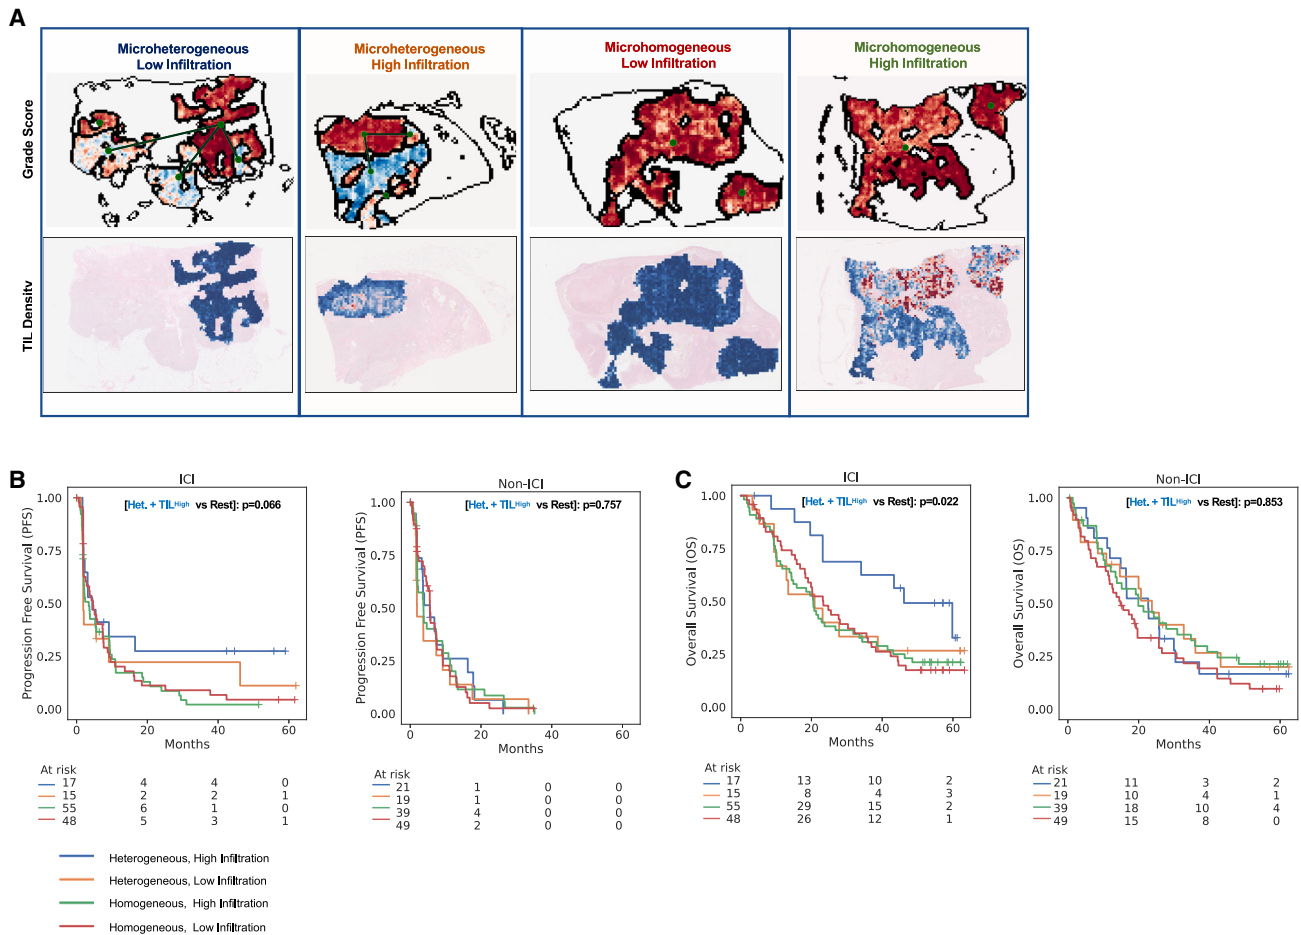 A
Microheterogeneous
Low Infiltration
Microheterogeneous
High Infiltration
Microhomogeneous
Low Infiltration
Microhomogeneous
High Infiltration
Grade Score
TIL Density
B
ICI
[Het. + TILHigh vs Rest]: p=0.066
Progression Free Survival (PFS)
1.00
0.75
0.50
0.25
0.00
0 20 40 60
Months
At risk
17 4 4 0
15 2 2 1
55 6 1 0
48 5 3 1
Non-ICI
[Het. + TILHigh vs Rest]: p=0.757
Progression Free Survival (PFS)
1.00
0.75
0.50
0.25
0.00
0 20 40 60
Months
At risk
21 1 0 0
19 1 0 0
39 4 0 0
49 2 0 0
C
ICI
[Het. + TILHigh vs Rest]: p=0.022
Overall Survival (OS)
1.00
0.75
0.50
0.25
0.00
0 20 40 60
Months
At risk
17 13 10 2
15 8 4 3
55 29 15 2
48 26 12 1
Non-ICI
[Het. + TILHigh vs Rest]: p=0.853
Overall Survival (OS)
1.00
0.75
0.50
0.25
0.00
0 20 40 60
Months
At risk
21 11 3 2
19 10 4 1
39 18 10 4
49 15 8 0
Heterogeneous, High Infiltration
Heterogeneous, Low Infiltration
Homogeneous, High Infiltration
Homogeneous, Low Infiltration